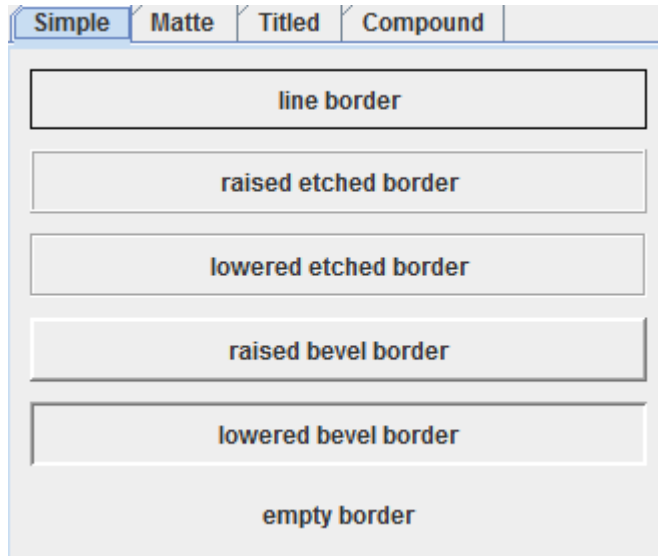 Simple Matte Titled Compound
line border
raised etched border
lowered etched border
raised bevel border
lowered bevel border
empty border